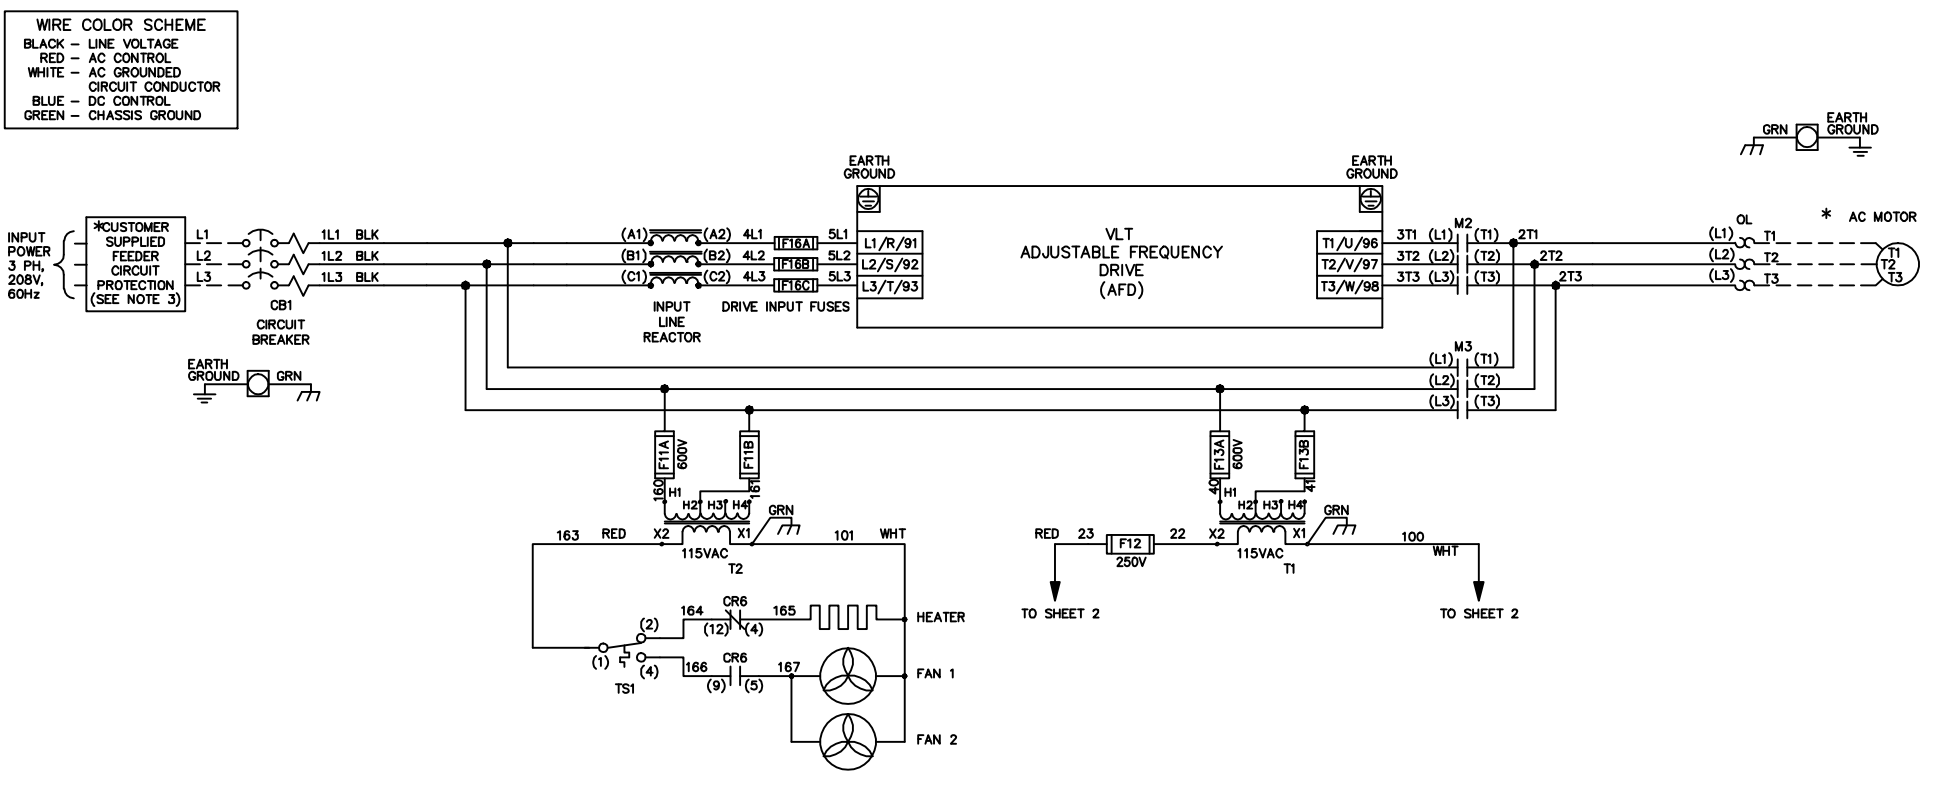 WIRE COLOR SCHEME
BLACK – LINE VOLTAGE
RED – AC CONTROL
WHITE – AC GROUNDED
CIRCUIT CONDUCTOR
BLUE – DC CONTROL
GREEN – CHASSIS GROUND
GRN
EARTH
GROUND
INPUT
POWER
3 PH,
208V,
60Hz
*CUSTOMER
SUPPLIED
FEEDER
CIRCUIT
PROTECTION
(SEE NOTE 3)
L1
L2
L3
CB1
CIRCUIT
BREAKER
1L1 BLK
1L2 BLK
1L3 BLK
EARTH
GROUND
GRN
(A1) (A2) 4L1 F16A 5L1
(B1) (B2) 4L2 F16B 5L2
(C1) (C2) 4L3 F16C 5L3
INPUT
LINE
REACTOR
DRIVE INPUT FUSES
EARTH
GROUND
EARTH
GROUND
L1/R/91
L2/S/92
L3/T/93
VLT
ADJUSTABLE FREQUENCY
DRIVE
(AFD)
T1/U/96
T2/V/97
T3/W/98
M2
3T1 (L1) (T1) 2T1
3T2 (L2) (T2) 2T2
3T3 (L3) (T3) 2T3
OL
(L1) T1
(L2) T2
(L3) T3
* AC MOTOR
T1
T2
T3
M3
(L1) (T1)
(L2) (T2)
(L3) (T3)
F11A
600V
F11B
160
161
H1
H2 H3 H4
GRN
163 RED X2 X1 101 WHT
115VAC
T2
F13A
600V
F13B
40
41
H1
H2 H3 H4
GRN
RED 23 F12 22 X2 X1 100
WHT
250V
115VAC
T1
TO SHEET 2
TO SHEET 2
CR6
164 165
(12) (4)
HEATER
(2)
(1)
(4)
TS1
CR6
166 167
(9) (5)
FAN 1
FAN 2